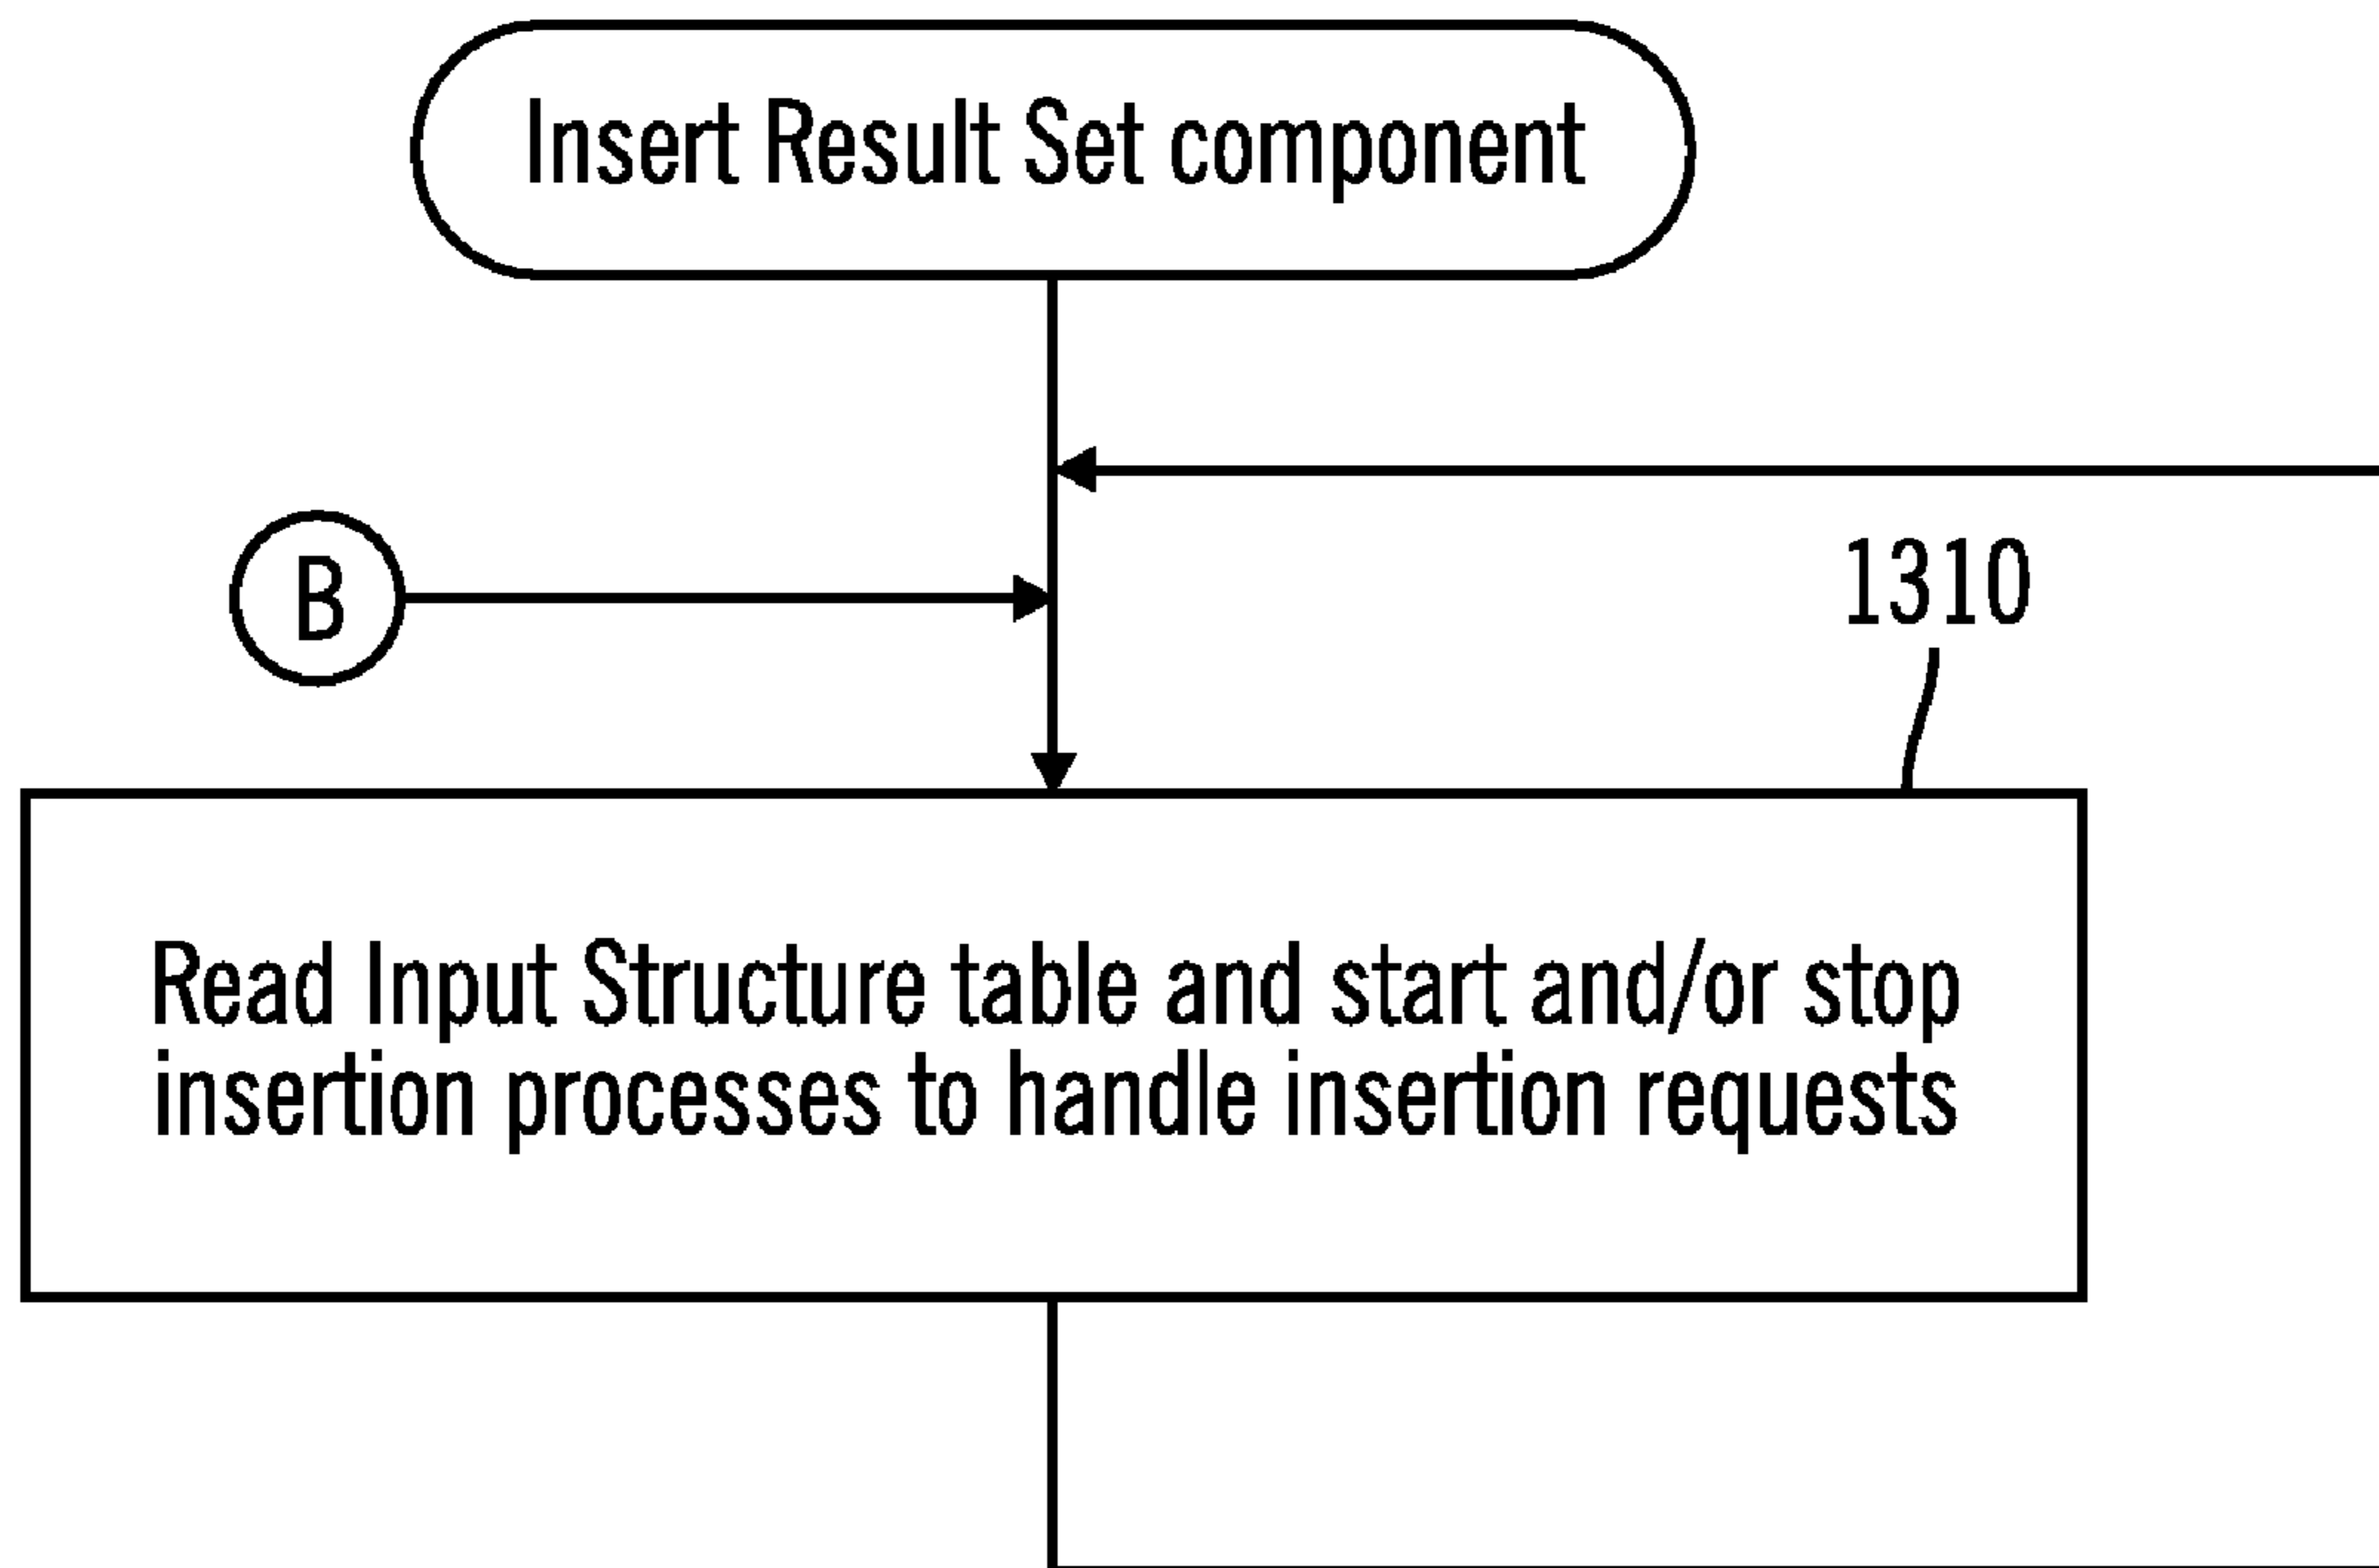 Insert Result Set component
B
1310
Read Input Structure table and start and/or stop
insertion processes to handle insertion requests